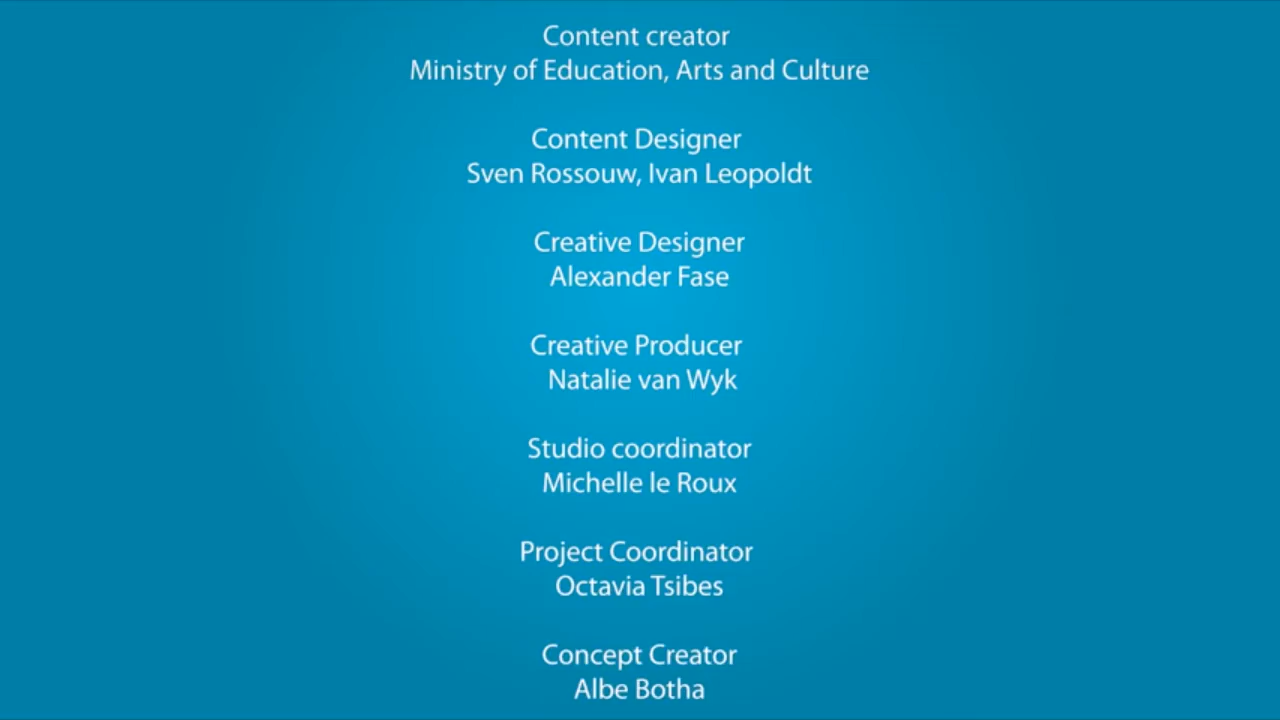 Content creator
Ministry of Education, Arts and Culture
Content Designer
Sven Rossouw, Ivan Leopoldt
Creative Designer
Alexander Fase
Creative Producer
Natalie van Wyk
Studio coordinator
Michelle le Roux
Project Coordinator
Octavia Tsibes
Concept Creator
Albe Botha